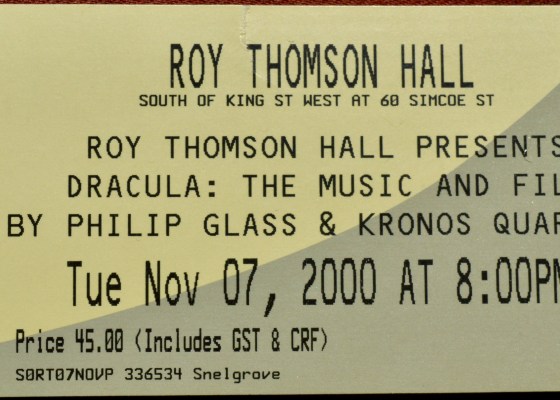 ROY THOMSON HALL
SOUTH OF KING ST WEST AT 60 SIMCOE ST
ROY THOMSON HALL PRESENTS
DRACULA: THE MUSIC AND FIL
BY PHILIP GLASS & KRONOS QUAR
Tue Nov 07, 2000 AT 8:00PM
Price 45.00 (Includes GST & CRF)
S0RT07NOVP 336534 Snelgrove